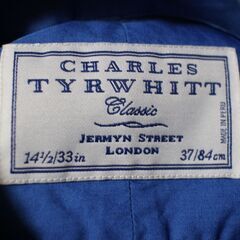 CHARLES
TYRWHITT
Classic
JERMYN STREET
LONDON
14½/33in 37/84cm
MADE IN PERU